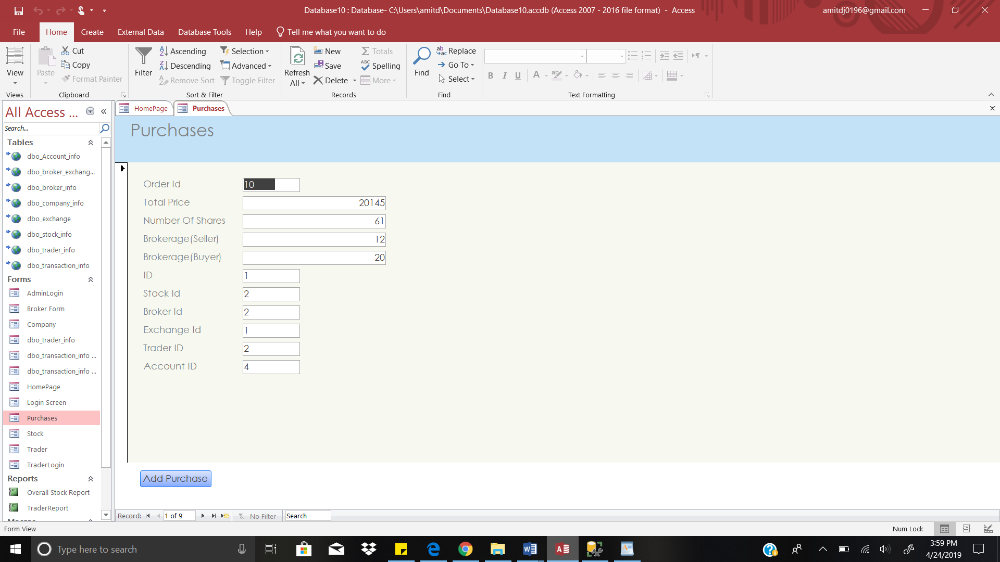 Database10 : Database- C:\Users\amitd\Documents\Database10.accdb (Access 2007 - 2016 file format) - Access
amitdj0196@gmail.com
File Home Create External Data Database Tools Help Tell me what you want to do
View
Views
Paste
Cut
Copy
Format Painter
Clipboard
Filter
Ascending
Descending
Remove Sort
Selection
Advanced
Toggle Filter
Sort & Filter
Refresh
All
New
Save
Delete
Totals
Spelling
More
Records
Find
Replace
Go To
Select
Find
B I U A
Text Formatting
All Access ...
Search...
Tables
dbo_Account_info
dbo_broker_exchang...
dbo_broker_info
dbo_company_info
dbo_exchange
dbo_stock_info
dbo_trader_info
dbo_transaction_info
Forms
AdminLogin
Broker Form
Company
dbo_trader_info
dbo_transaction_info ...
dbo_transaction_info ...
HomePage
Login Screen
Purchases
Stock
Trader
TraderLogin
Reports
Overall Stock Report
TraderReport
HomePage
Purchases
Purchases
Order Id 10
Total Price 20145
Number Of Shares 61
Brokerage(Seller) 12
Brokerage(Buyer) 20
ID 1
Stock Id 2
Broker Id 2
Exchange Id 1
Trader ID 2
Account ID 4
Add Purchase
Record: 1 of 9 No Filter Search
Form View
Num Lock
Type here to search
3:59 PM
4/24/2019